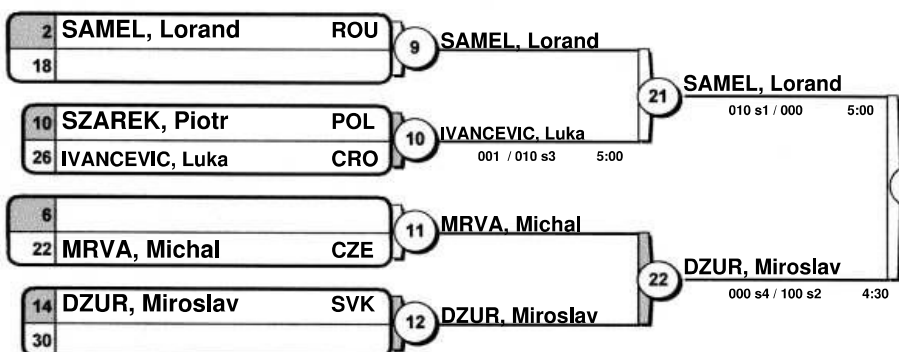 2 SAMEL, Lorand ROU
18
9 SAMEL, Lorand
10 SZAREK, Piotr POL
26 IVANCEVIC, Luka CRO
10 IVANCEVIC, Luka
001 / 010 s3 5:00
21 SAMEL, Lorand
010 s1 / 000 5:00
6
22 MRVA, Michal CZE
11 MRVA, Michal
14 DZUR, Miroslav SVK
30
12 DZUR, Miroslav
22 DZUR, Miroslav
000 s4 / 100 s2 4:30